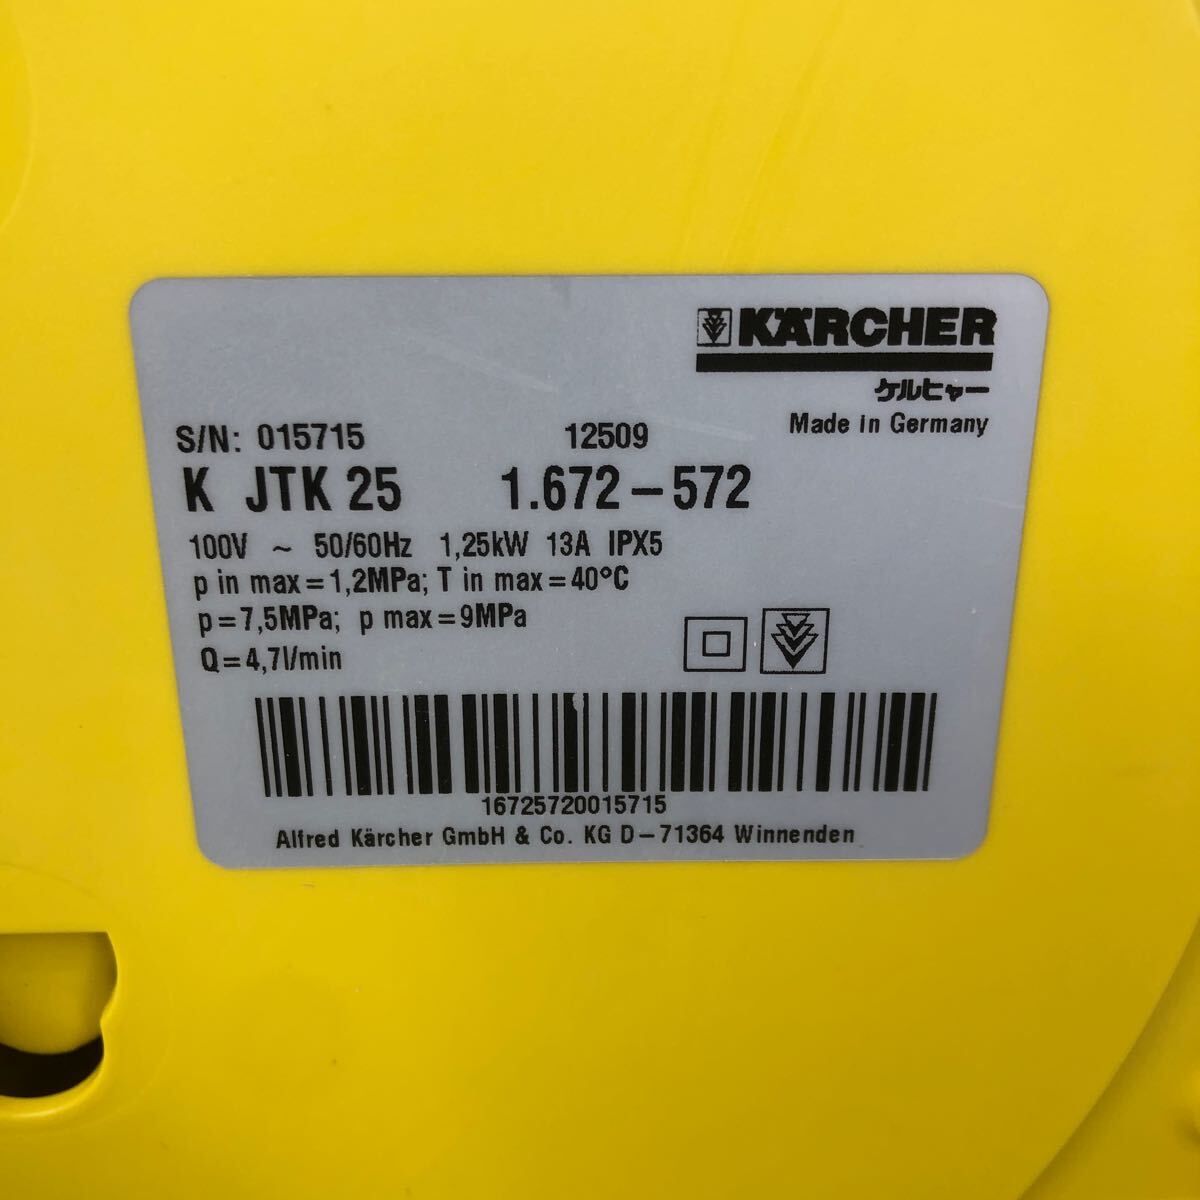 KÄRCHER
ケルヒャー
Made in Germany
S/N: 015715 12509
K JTK 25 1.672-572
100V ~ 50/60Hz 1,25kW 13A IPX5
p in max=1,2MPa; T in max=40°C
p=7,5MPa; p max=9MPa
Q=4,7l/min
16725720015715
Alfred Kärcher GmbH & Co. KG D-71364 Winnenden